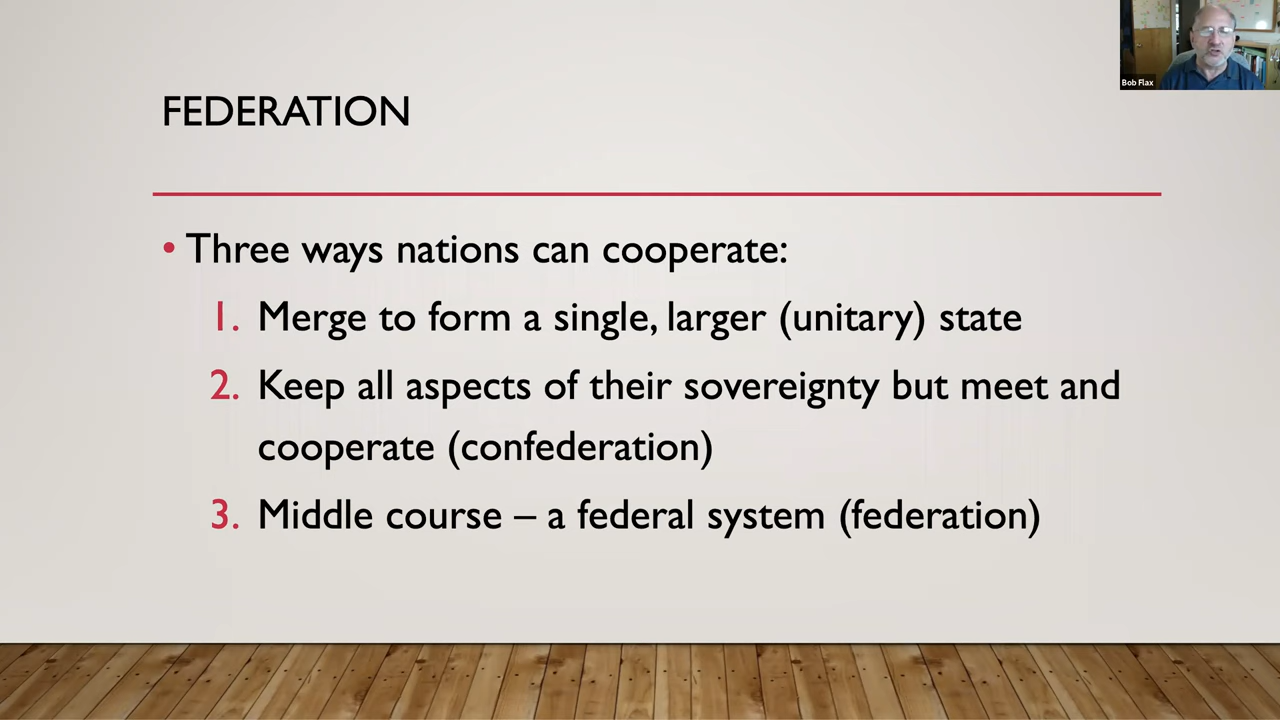 Bob Flax
FEDERATION
• Three ways nations can cooperate:
1. Merge to form a single, larger (unitary) state
2. Keep all aspects of their sovereignty but meet and
cooperate (confederation)
3. Middle course – a federal system (federation)